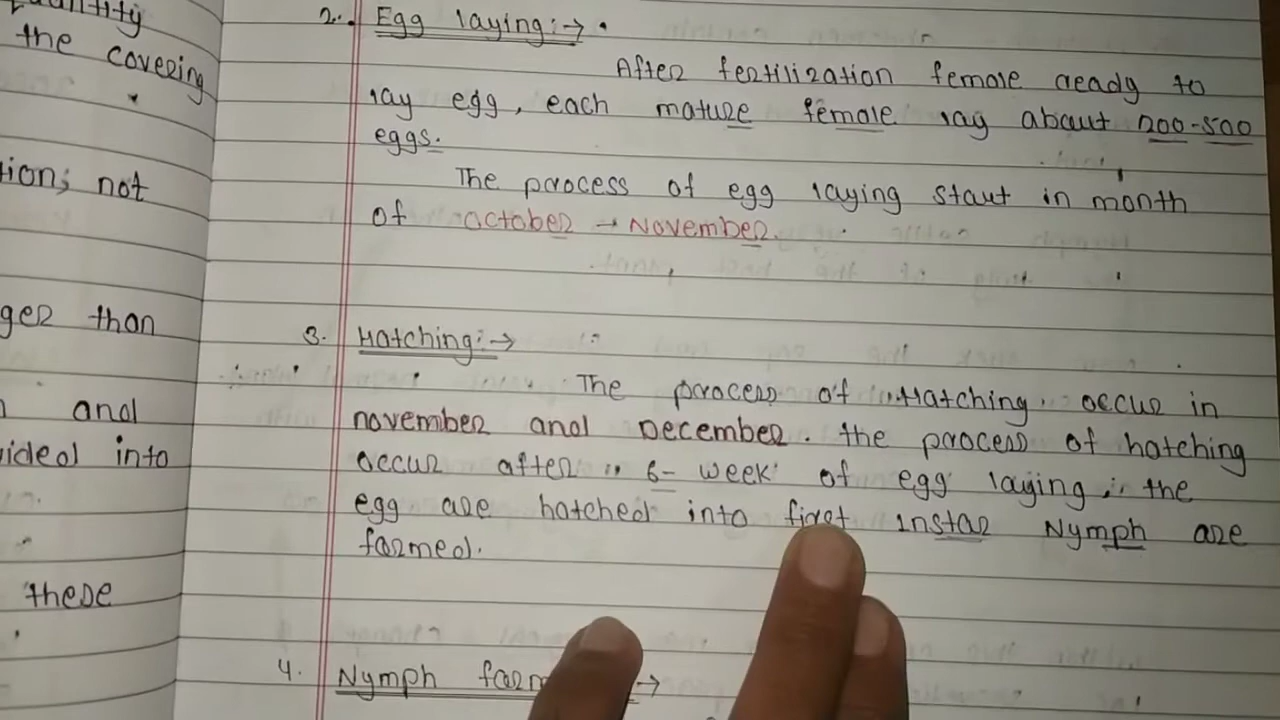 quantity
the covering
tion; not
ger than
and
ided into
these
2. Egg laying:→
After fertilization female ready to
lay egg, each mature female lay about 200-500
eggs.
The process of egg laying start in month
of October → November.
3. Hatching:→
The process of Hatching occur in
november and December. the process of hatching
occur after 6- week of egg laying, the
egg are hatched into first instar Nymph are
formed.
4. Nymph form →